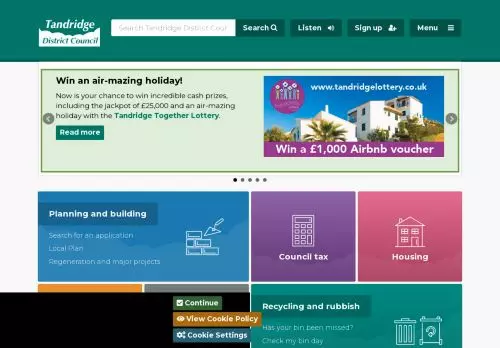 Tandridge
District Council
Search Tandridge District Coun
Search
Listen
Sign up
Menu
Win an air-mazing holiday!
Now is your chance to win incredible cash prizes,
including the jackpot of £25,000 and an air-mazing
holiday with the Tandridge Together Lottery.
Read more
www.tandridgelottery.co.uk
Win a £1,000 Airbnb voucher
Planning and building
Search for an application
Local Plan
Regeneration and major projects
Council tax
Housing
Continue
View Cookie Policy
Cookie Settings
Recycling and rubbish
Has your bin been missed?
Check my bin day